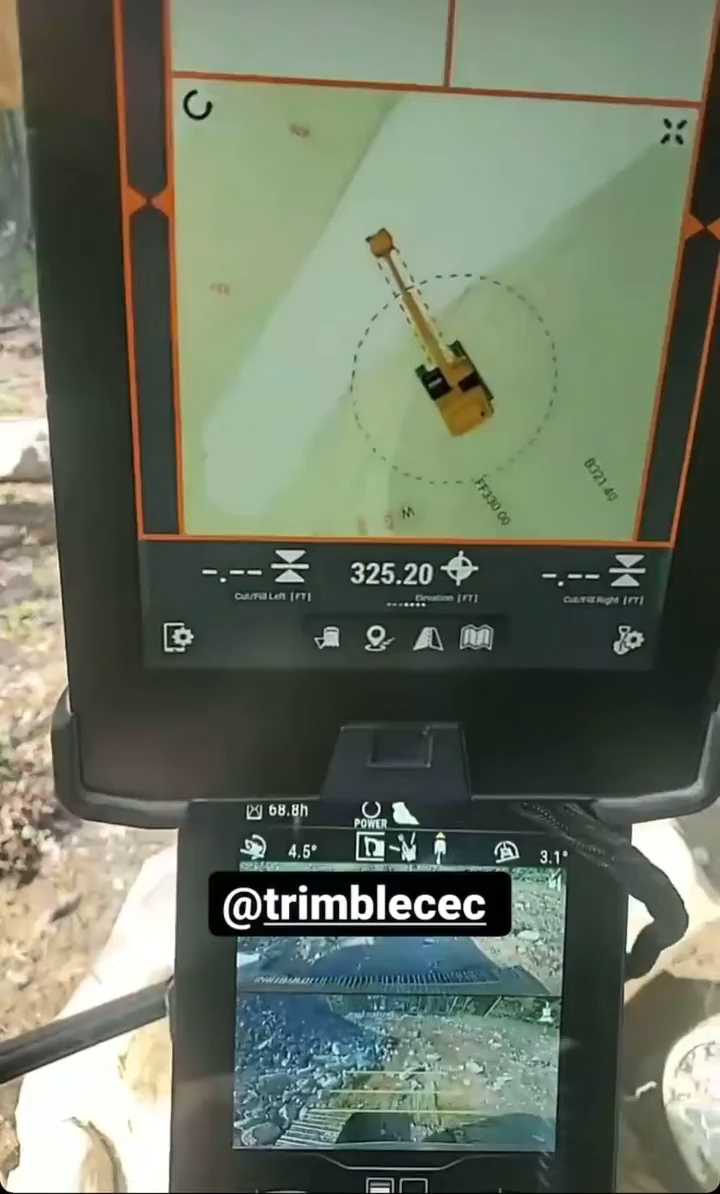 FF330.00
B321.40
-.--
325.20
-.--
Cut/Fill Left [FT]
Elevation [FT]
Cut/Fill Right [FT]
68.8h
POWER
4.5°
3.1°
@trimblecec